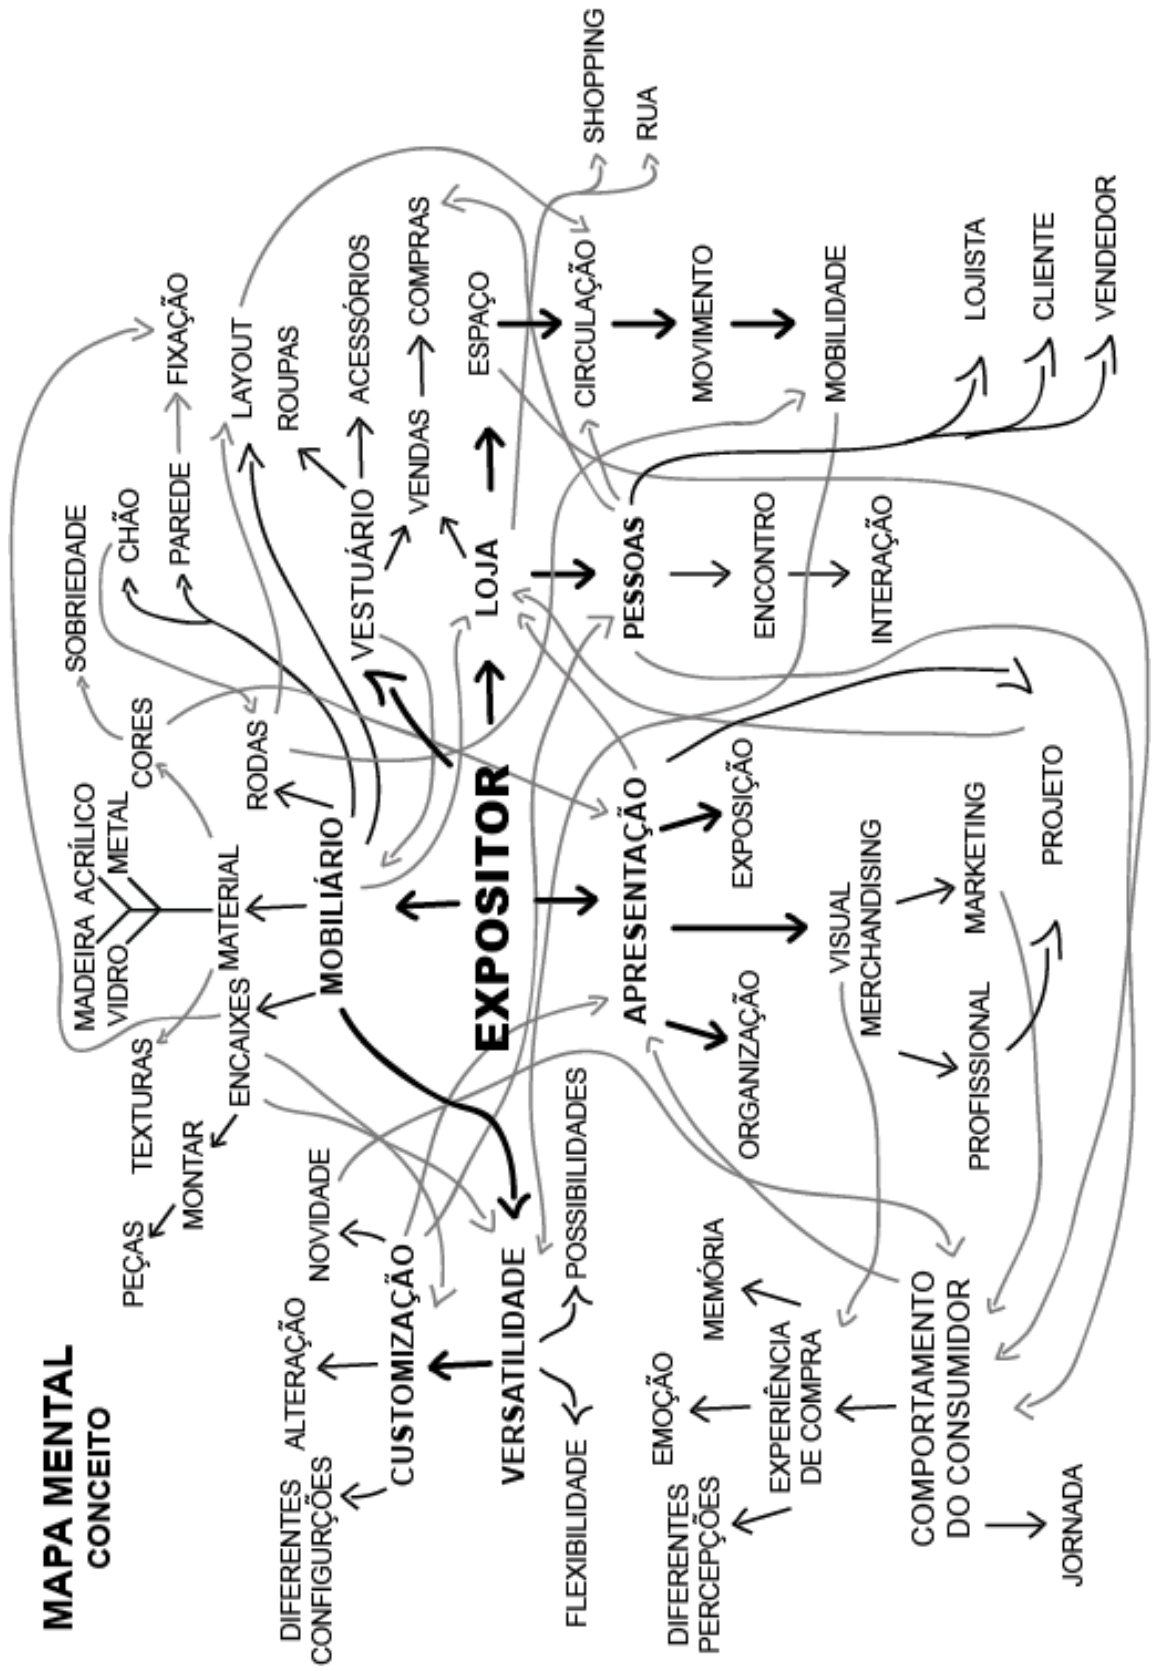 MAPA MENTAL
CONCEITO
PEÇAS
MONTAR
TEXTURAS
ENCAIXES
MADEIRA
ACRÍLICO
VIDRO
METAL
MATERIAL
CORES
SOBRIEDADE
CHÃO
PAREDE
FIXAÇÃO
RODAS
LAYOUT
ROUPAS
DIFERENTES
CONFIGURÇÕES
ALTERAÇÃO
NOVIDADE
MOBILIÁRIO
VESTUÁRIO
ACESSÓRIOS
CUSTOMIZAÇÃO
VENDAS
COMPRAS
VERSATILIDADE
EXPOSITOR
LOJA
ESPAÇO
FLEXIBILIDADE
POSSIBILIDADES
CIRCULAÇÃO
SHOPPING
RUA
DIFERENTES
PERCEPÇÕES
EMOÇÃO
MEMÓRIA
APRESENTAÇÃO
PESSOAS
MOVIMENTO
ORGANIZAÇÃO
EXPOSIÇÃO
ENCONTRO
EXPERIÊNCIA
DE COMPRA
VISUAL
MERCHANDISING
MOBILIDADE
INTERAÇÃO
COMPORTAMENTO
DO CONSUMIDOR
PROFISSIONAL
MARKETING
LOJISTA
CLIENTE
VENDEDOR
JORNADA
PROJETO